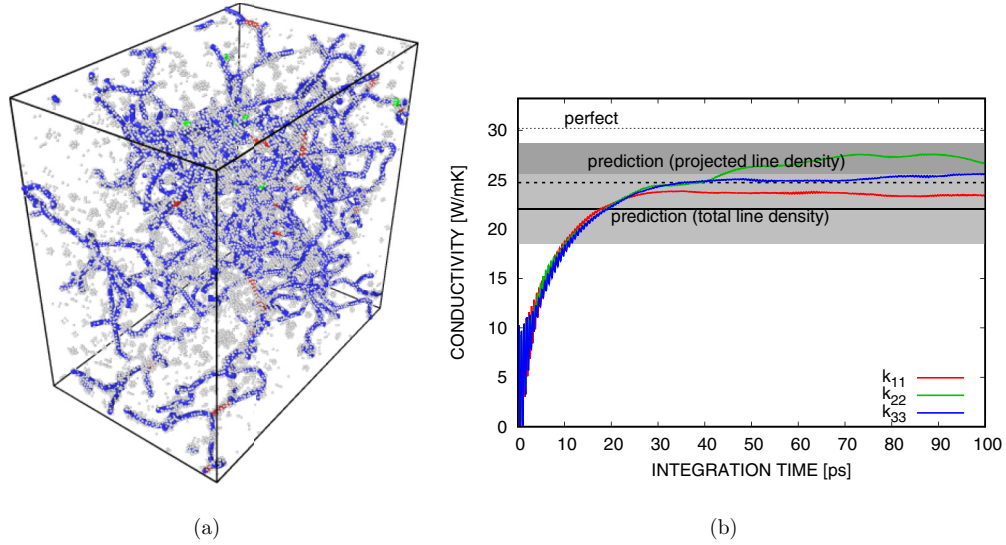 perfect
prediction (projected line density)
prediction (total line density)
CONDUCTIVITY [W/mK]
30
25
20
15
10
5
0
k11
k22
k33
0 10 20 30 40 50 60 70 80 90 100
INTEGRATION TIME [ps]
(a) (b)